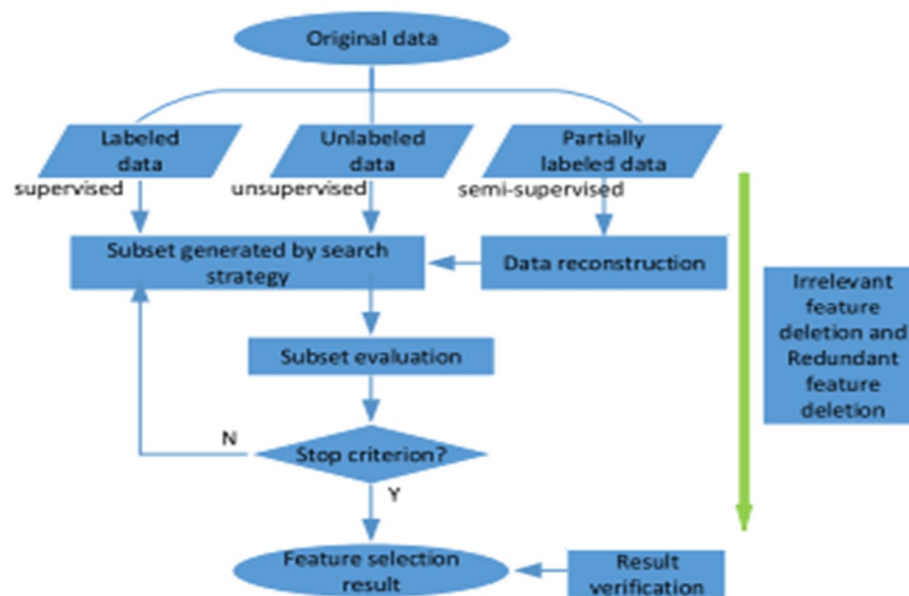 Original data
Labeled
data
Unlabeled
data
Partially
labeled data
supervised
unsupervised
semi-supervised
Subset generated by search
strategy
Data reconstruction
Irrelevant
feature
deletion and
Redundant
feature
deletion
Subset evaluation
N
Stop criterion?
Y
Feature selection
result
Result
verification